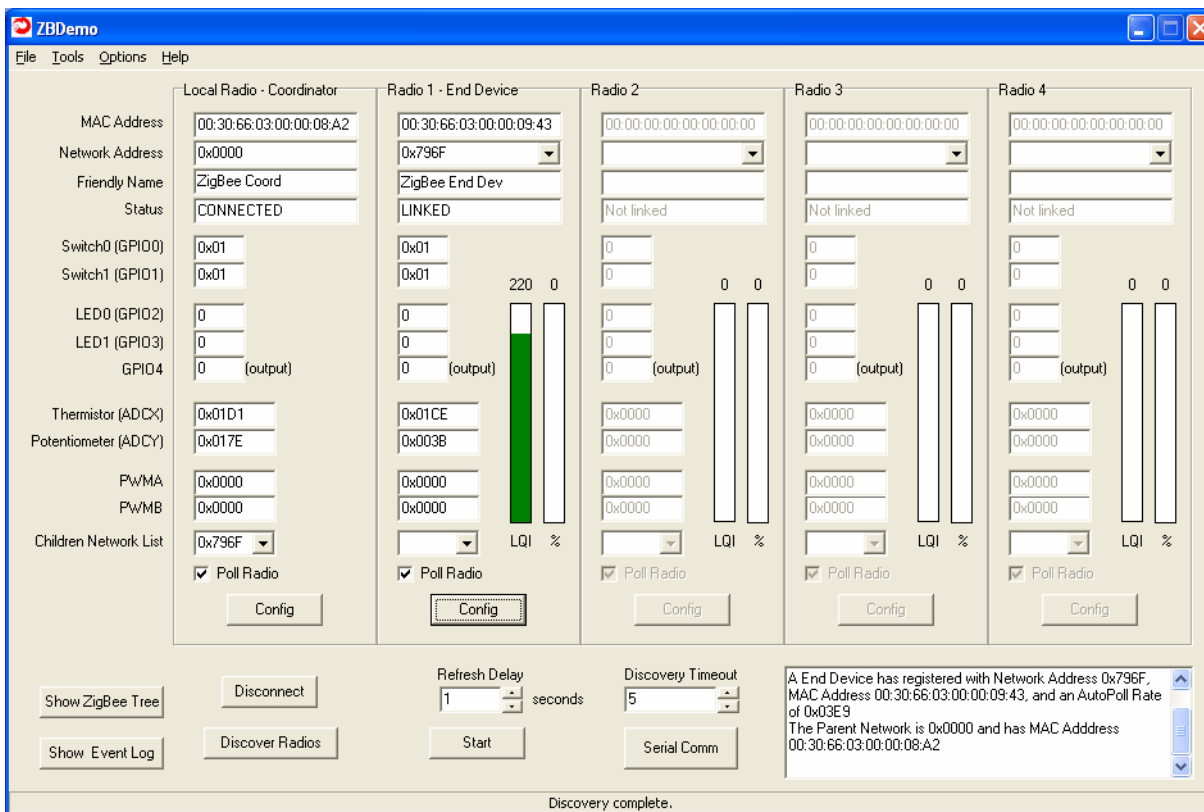 ZBDemo
File Tools Options Help
Local Radio - Coordinator Radio 1 - End Device Radio 2 Radio 3 Radio 4
MAC Address 00:30:66:03:00:00:08:A2 00:30:66:03:00:00:09:43 00:00:00:00:00:00:00:00 00:00:00:00:00:00:00:00 00:00:00:00:00:00:00:00
Network Address 0x0000 0x796F
Friendly Name ZigBee Coord ZigBee End Dev
Status CONNECTED LINKED Not linked Not linked Not linked
Switch0 (GPIO0) 0x01 0x01 0 0 0
Switch1 (GPIO1) 0x01 0x01 0 0 0
220 0 0 0 0 0 0 0
LED0 (GPIO2) 0 0 0 0 0
LED1 (GPIO3) 0 0 0 0 0
GPIO4 0 (output) 0 (output) 0 (output) 0 (output) 0 (output)
Thermistor (ADCX) 0x01D1 0x01CE 0x0000 0x0000 0x0000
Potentiometer (ADCY) 0x017E 0x003B 0x0000 0x0000 0x0000
PWMA 0x0000 0x0000 0x0000 0x0000 0x0000
PWMB 0x0000 0x0000 0x0000 0x0000 0x0000
Children Network List 0x796F LQI % LQI % LQI % LQI %
Poll Radio Poll Radio Poll Radio Poll Radio Poll Radio
Config Config Config Config Config
Show ZigBee Tree
Show Event Log
Disconnect
Discover Radios
Refresh Delay
1 seconds
Start
Discovery Timeout
5
Serial Comm
A End Device has registered with Network Address 0x796F,
MAC Address 00:30:66:03:00:00:09:43, and an AutoPoll Rate
of 0x03E9
The Parent Network is 0x0000 and has MAC Adddress
00:30:66:03:00:00:08:A2
Discovery complete.